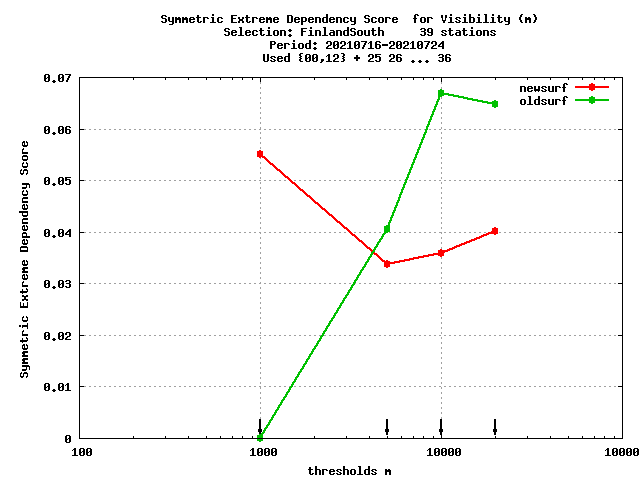 Symmetric Extreme Dependency Score  for Visibility (m)
Selection: FinlandSouth     39 stations
Period: 20210716-20210724
Used {00,12} + 25 26 ... 36
newsurf
oldsurf
0.07
0.06
0.05
0.04
0.03
0.02
0.01
0
Symmetric Extreme Dependency Score
100
1000
10000
10000
thresholds m